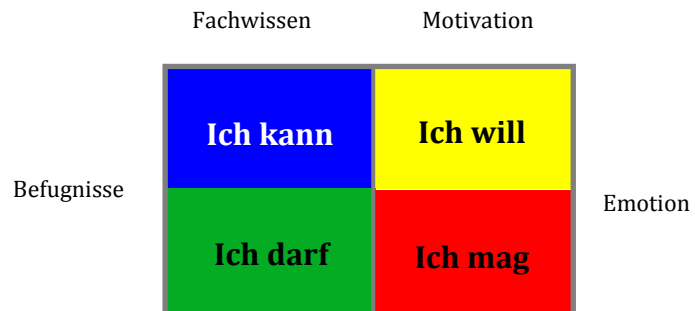 Fachwissen Motivation
Ich kann Ich will
Befugnisse Emotion
Ich darf Ich mag